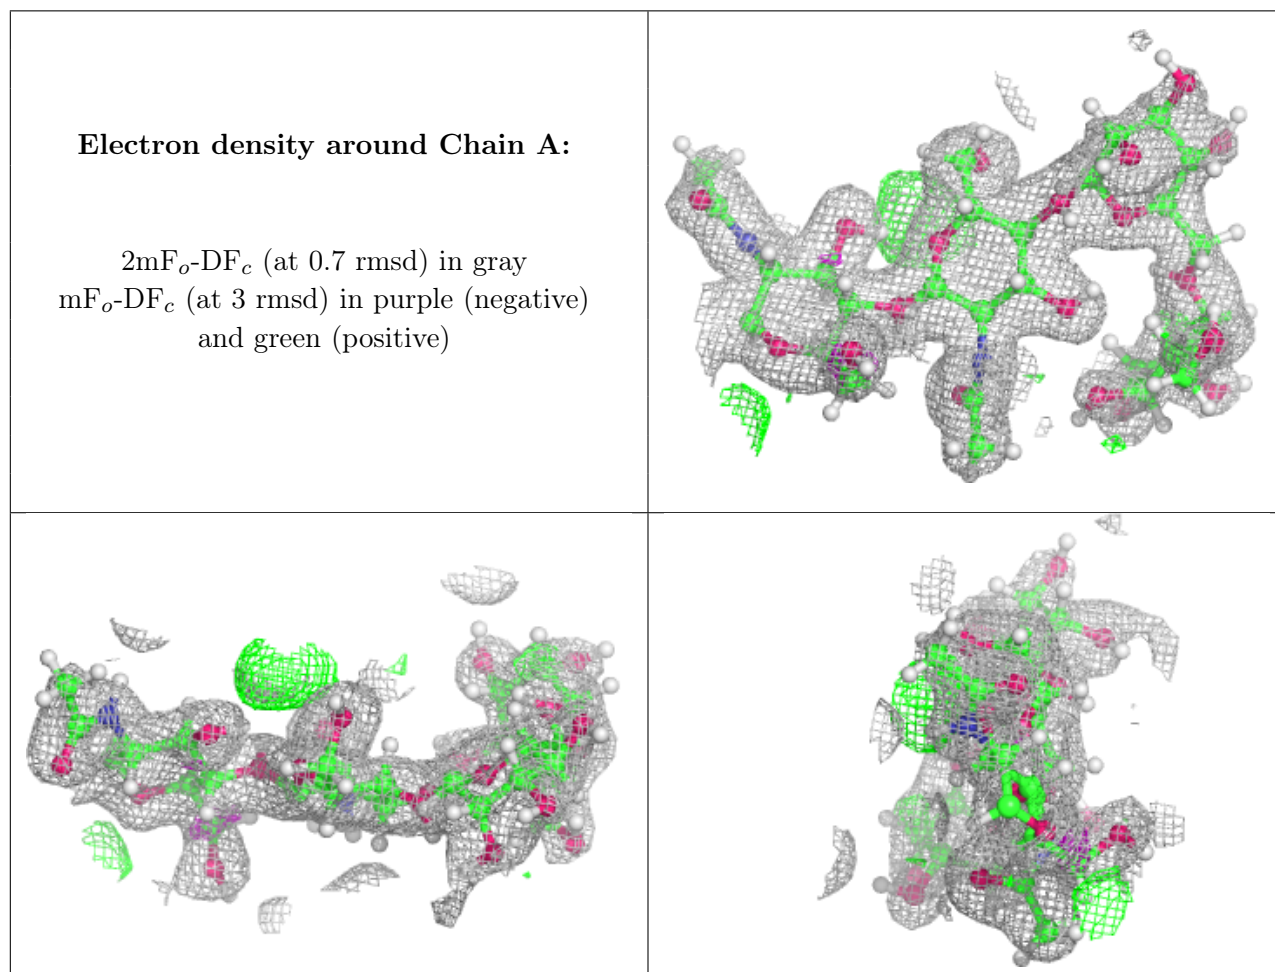 Electron density around Chain A:
2mFo-DFc (at 0.7 rmsd) in gray
mFo-DFc (at 3 rmsd) in purple (negative)
and green (positive)